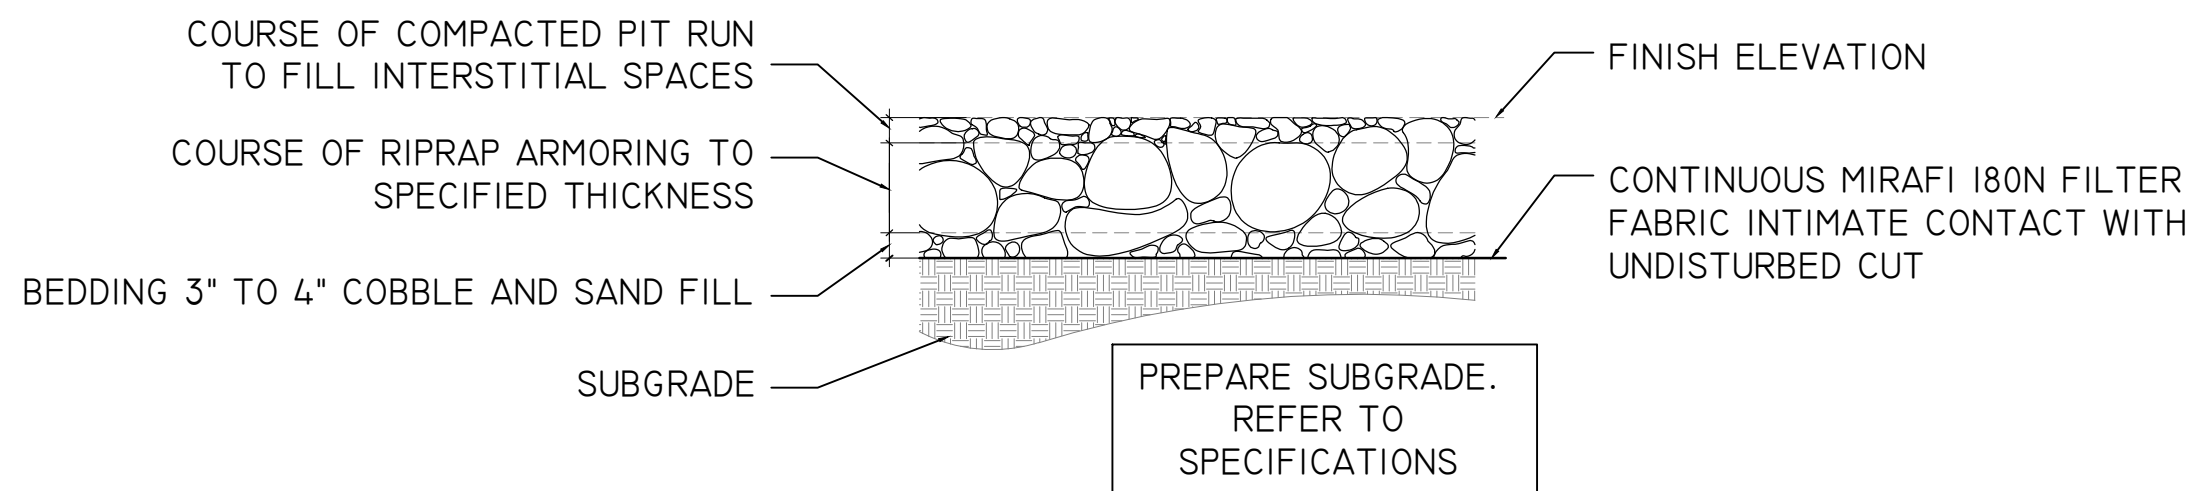 COURSE OF COMPACTED PIT RUN
TO FILL INTERSTITIAL SPACES
COURSE OF RIPRAP ARMORING TO
SPECIFIED THICKNESS
BEDDING 3" TO 4" COBBLE AND SAND FILL
SUBGRADE
FINISH ELEVATION
CONTINUOUS MIRAFI 180N FILTER
FABRIC INTIMATE CONTACT WITH
UNDISTURBED CUT
PREPARE SUBGRADE.
REFER TO
SPECIFICATIONS